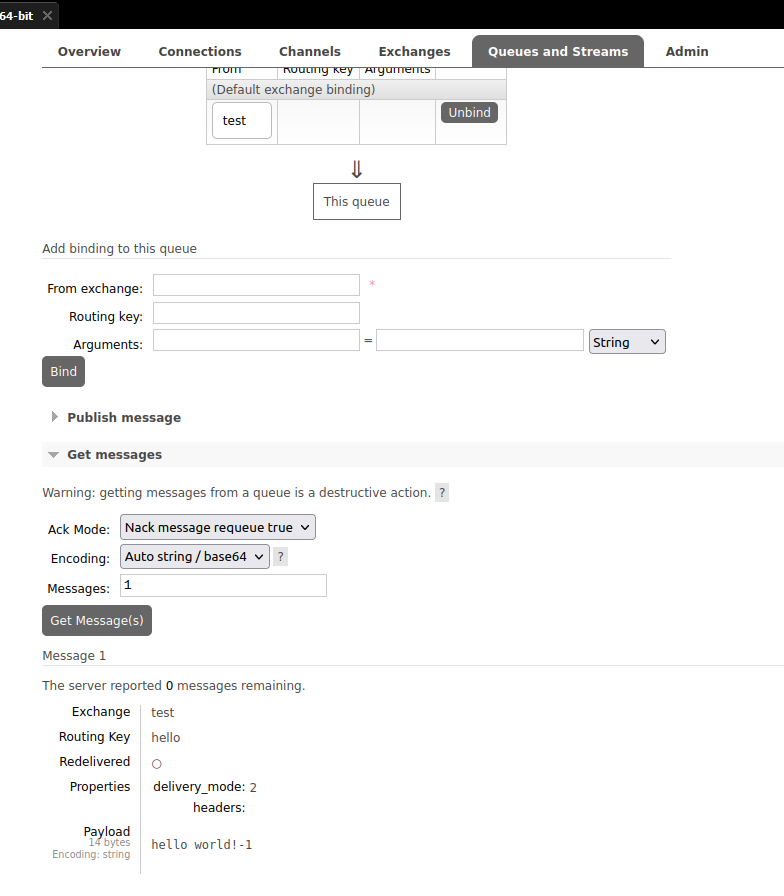 64-bit
Overview Connections Channels Exchanges Queues and Streams Admin
From Routing key Arguments
(Default exchange binding)
test Unbind
⇓
This queue
Add binding to this queue
From exchange: *
Routing key:
Arguments: = String
Bind
Publish message
Get messages
Warning: getting messages from a queue is a destructive action. ?
Ack Mode: Nack message requeue true
Encoding: Auto string / base64 ?
Messages: 1
Get Message(s)
Message 1
The server reported 0 messages remaining.
Exchange test
Routing Key hello
Redelivered ○
Properties delivery_mode: 2
headers:
Payload
14 bytes
Encoding: string
hello world!-1